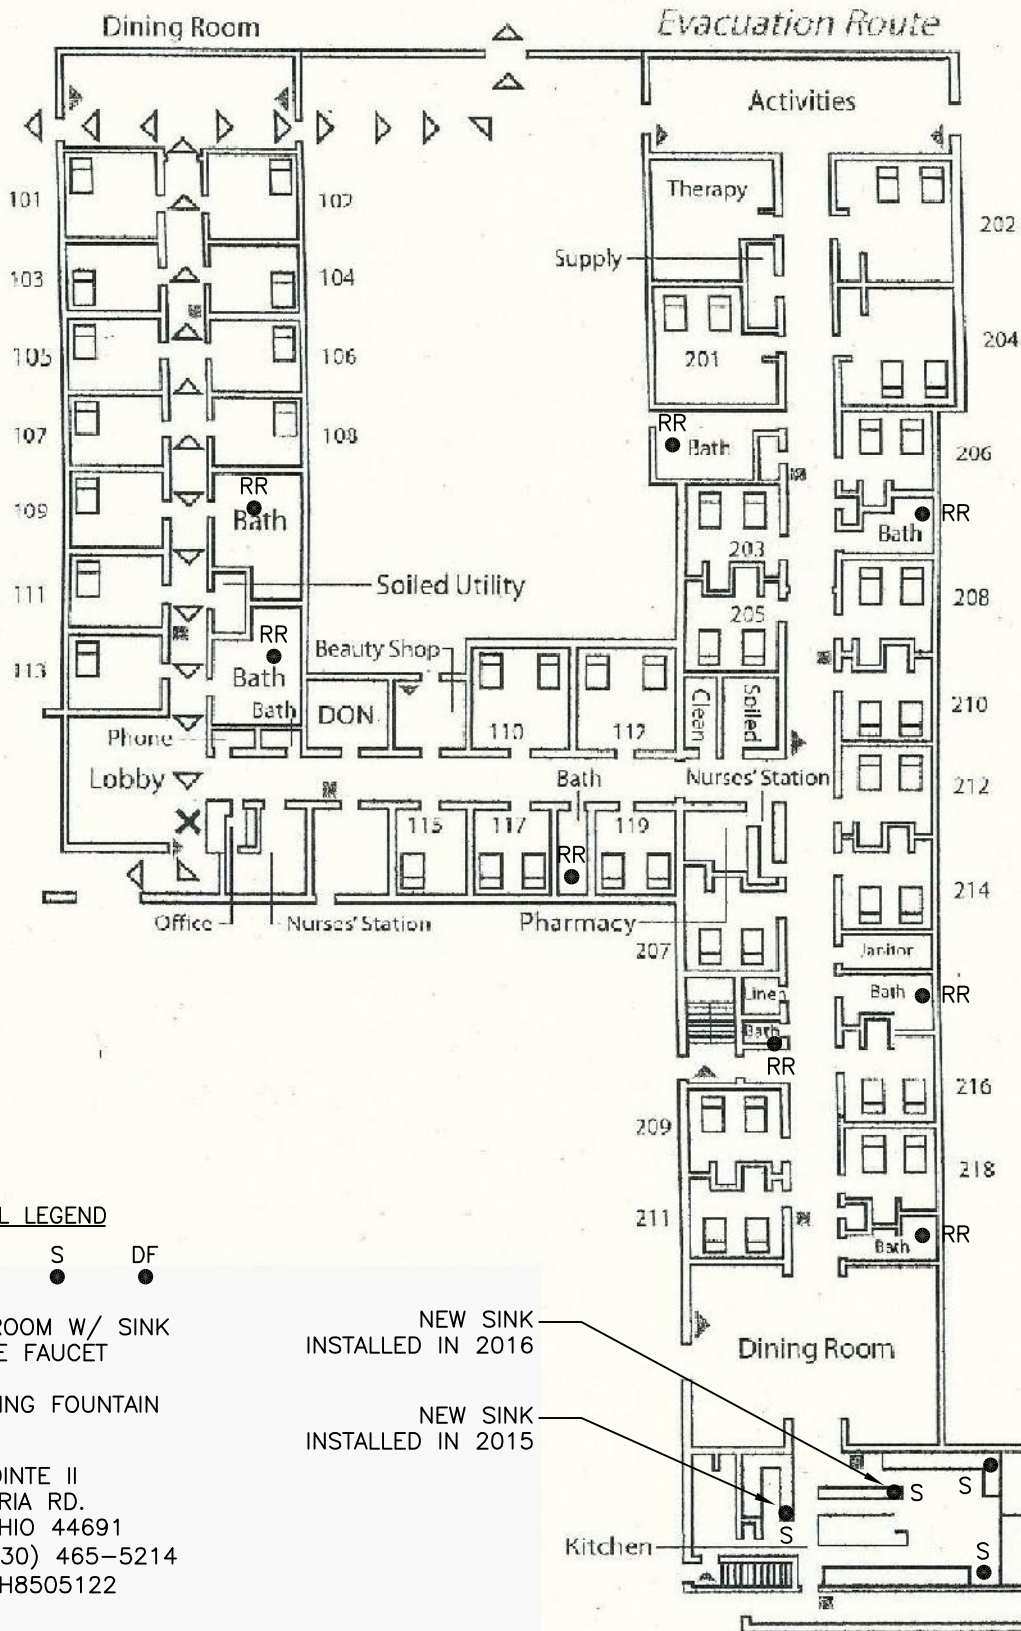 Dining Room
Evacuation Route
Activities
101
102
Therapy
202
103
104
Supply
105
106
201
204
107
108
RR
Bath
206
109
RR
Bath
203
Bath
RR
111
Soiled Utility
205
208
113
RR
Bath
Beauty Shop
Bath
DON
110
112
Clean
Soiled
210
Phone
Lobby
Bath
Nurses' Station
212
115
117
RR
119
214
Office
Nurses' Station
Pharmacy
207
Janitor
Linen
Bath
RR
Bath
RR
216
209
218
211
Bath
RR
L LEGEND
S DF
ROOM W/ SINK
E FAUCET
ING FOUNTAIN
OINTE II
RIA RD.
HIO 44691
30) 465-5214
H8505122
NEW SINK
INSTALLED IN 2016
Dining Room
NEW SINK
INSTALLED IN 2015
S
S
S
S
Kitchen